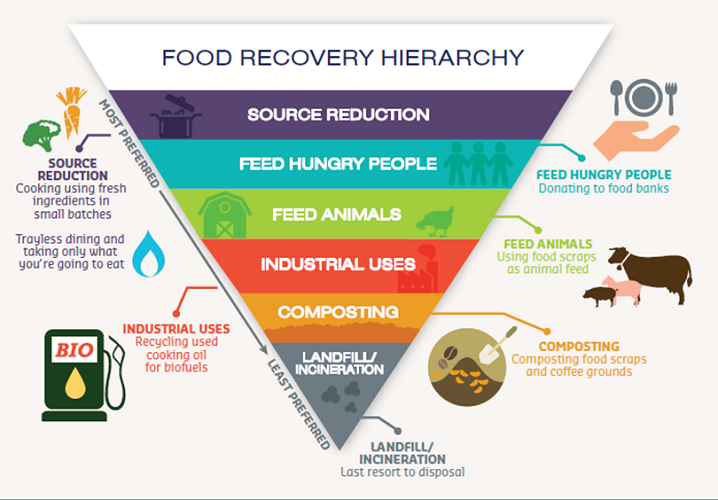 FOOD RECOVERY HIERARCHY
MOST PREFERRED
SOURCE REDUCTION
FEED HUNGRY PEOPLE
FEED ANIMALS
INDUSTRIAL USES
COMPOSTING
LANDFILL/
INCINERATION
LEAST PREFERRED
SOURCE
REDUCTION
Cooking using fresh
ingredients in
small batches
Trayless dining and
taking only what
you're going to eat
FEED HUNGRY PEOPLE
Donating to food banks
FEED ANIMALS
Using food scraps
as animal feed
INDUSTRIAL USES
Recycling used
cooking oil
for biofuels
BIO
COMPOSTING
Composting food scraps
and coffee grounds
LANDFILL/
INCINERATION
Last resort to disposal